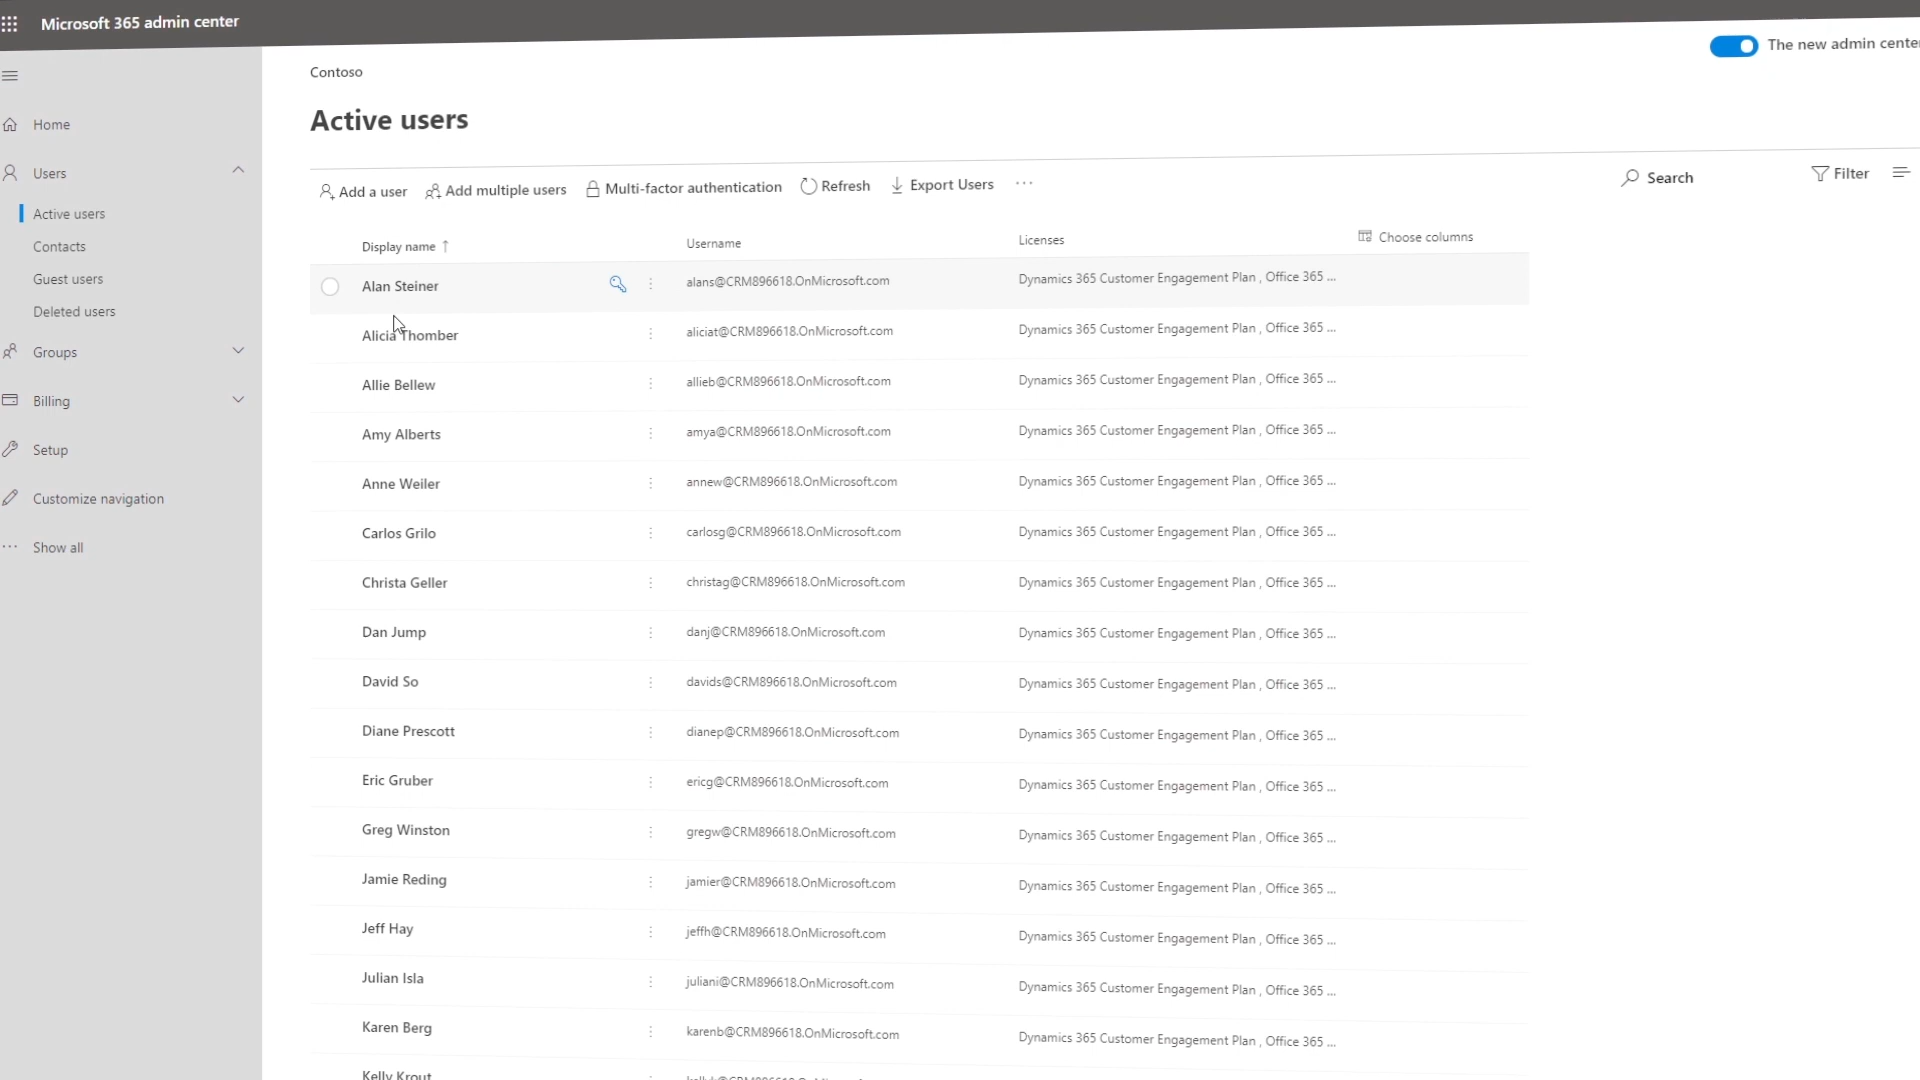 Microsoft 365 admin center
The new admin center
Contoso
Active users
Home
Users
Active users
Contacts
Guest users
Deleted users
Groups
Billing
Setup
Customize navigation
Show all
Add a user Add multiple users Multi-factor authentication Refresh Export Users ... Search Filter
Display name ↑ Username Licenses Choose columns
Alan Steiner alans@CRM896618.OnMicrosoft.com Dynamics 365 Customer Engagement Plan , Office 365 ...
Alicia Thomber aliciat@CRM896618.OnMicrosoft.com Dynamics 365 Customer Engagement Plan , Office 365 ...
Allie Bellew allieb@CRM896618.OnMicrosoft.com Dynamics 365 Customer Engagement Plan , Office 365 ...
Amy Alberts amya@CRM896618.OnMicrosoft.com Dynamics 365 Customer Engagement Plan , Office 365 ...
Anne Weiler annew@CRM896618.OnMicrosoft.com Dynamics 365 Customer Engagement Plan , Office 365 ...
Carlos Grilo carlosg@CRM896618.OnMicrosoft.com Dynamics 365 Customer Engagement Plan , Office 365 ...
Christa Geller christag@CRM896618.OnMicrosoft.com Dynamics 365 Customer Engagement Plan , Office 365 ...
Dan Jump danj@CRM896618.OnMicrosoft.com Dynamics 365 Customer Engagement Plan , Office 365 ...
David So davids@CRM896618.OnMicrosoft.com Dynamics 365 Customer Engagement Plan , Office 365 ...
Diane Prescott dianep@CRM896618.OnMicrosoft.com Dynamics 365 Customer Engagement Plan , Office 365 ...
Eric Gruber ericg@CRM896618.OnMicrosoft.com Dynamics 365 Customer Engagement Plan , Office 365 ...
Greg Winston gregw@CRM896618.OnMicrosoft.com Dynamics 365 Customer Engagement Plan , Office 365 ...
Jamie Reding jamier@CRM896618.OnMicrosoft.com Dynamics 365 Customer Engagement Plan , Office 365 ...
Jeff Hay jeffh@CRM896618.OnMicrosoft.com Dynamics 365 Customer Engagement Plan , Office 365 ...
Julian Isla juliani@CRM896618.OnMicrosoft.com Dynamics 365 Customer Engagement Plan , Office 365 ...
Karen Berg karenb@CRM896618.OnMicrosoft.com Dynamics 365 Customer Engagement Plan , Office 365 ...
Kelly Krout